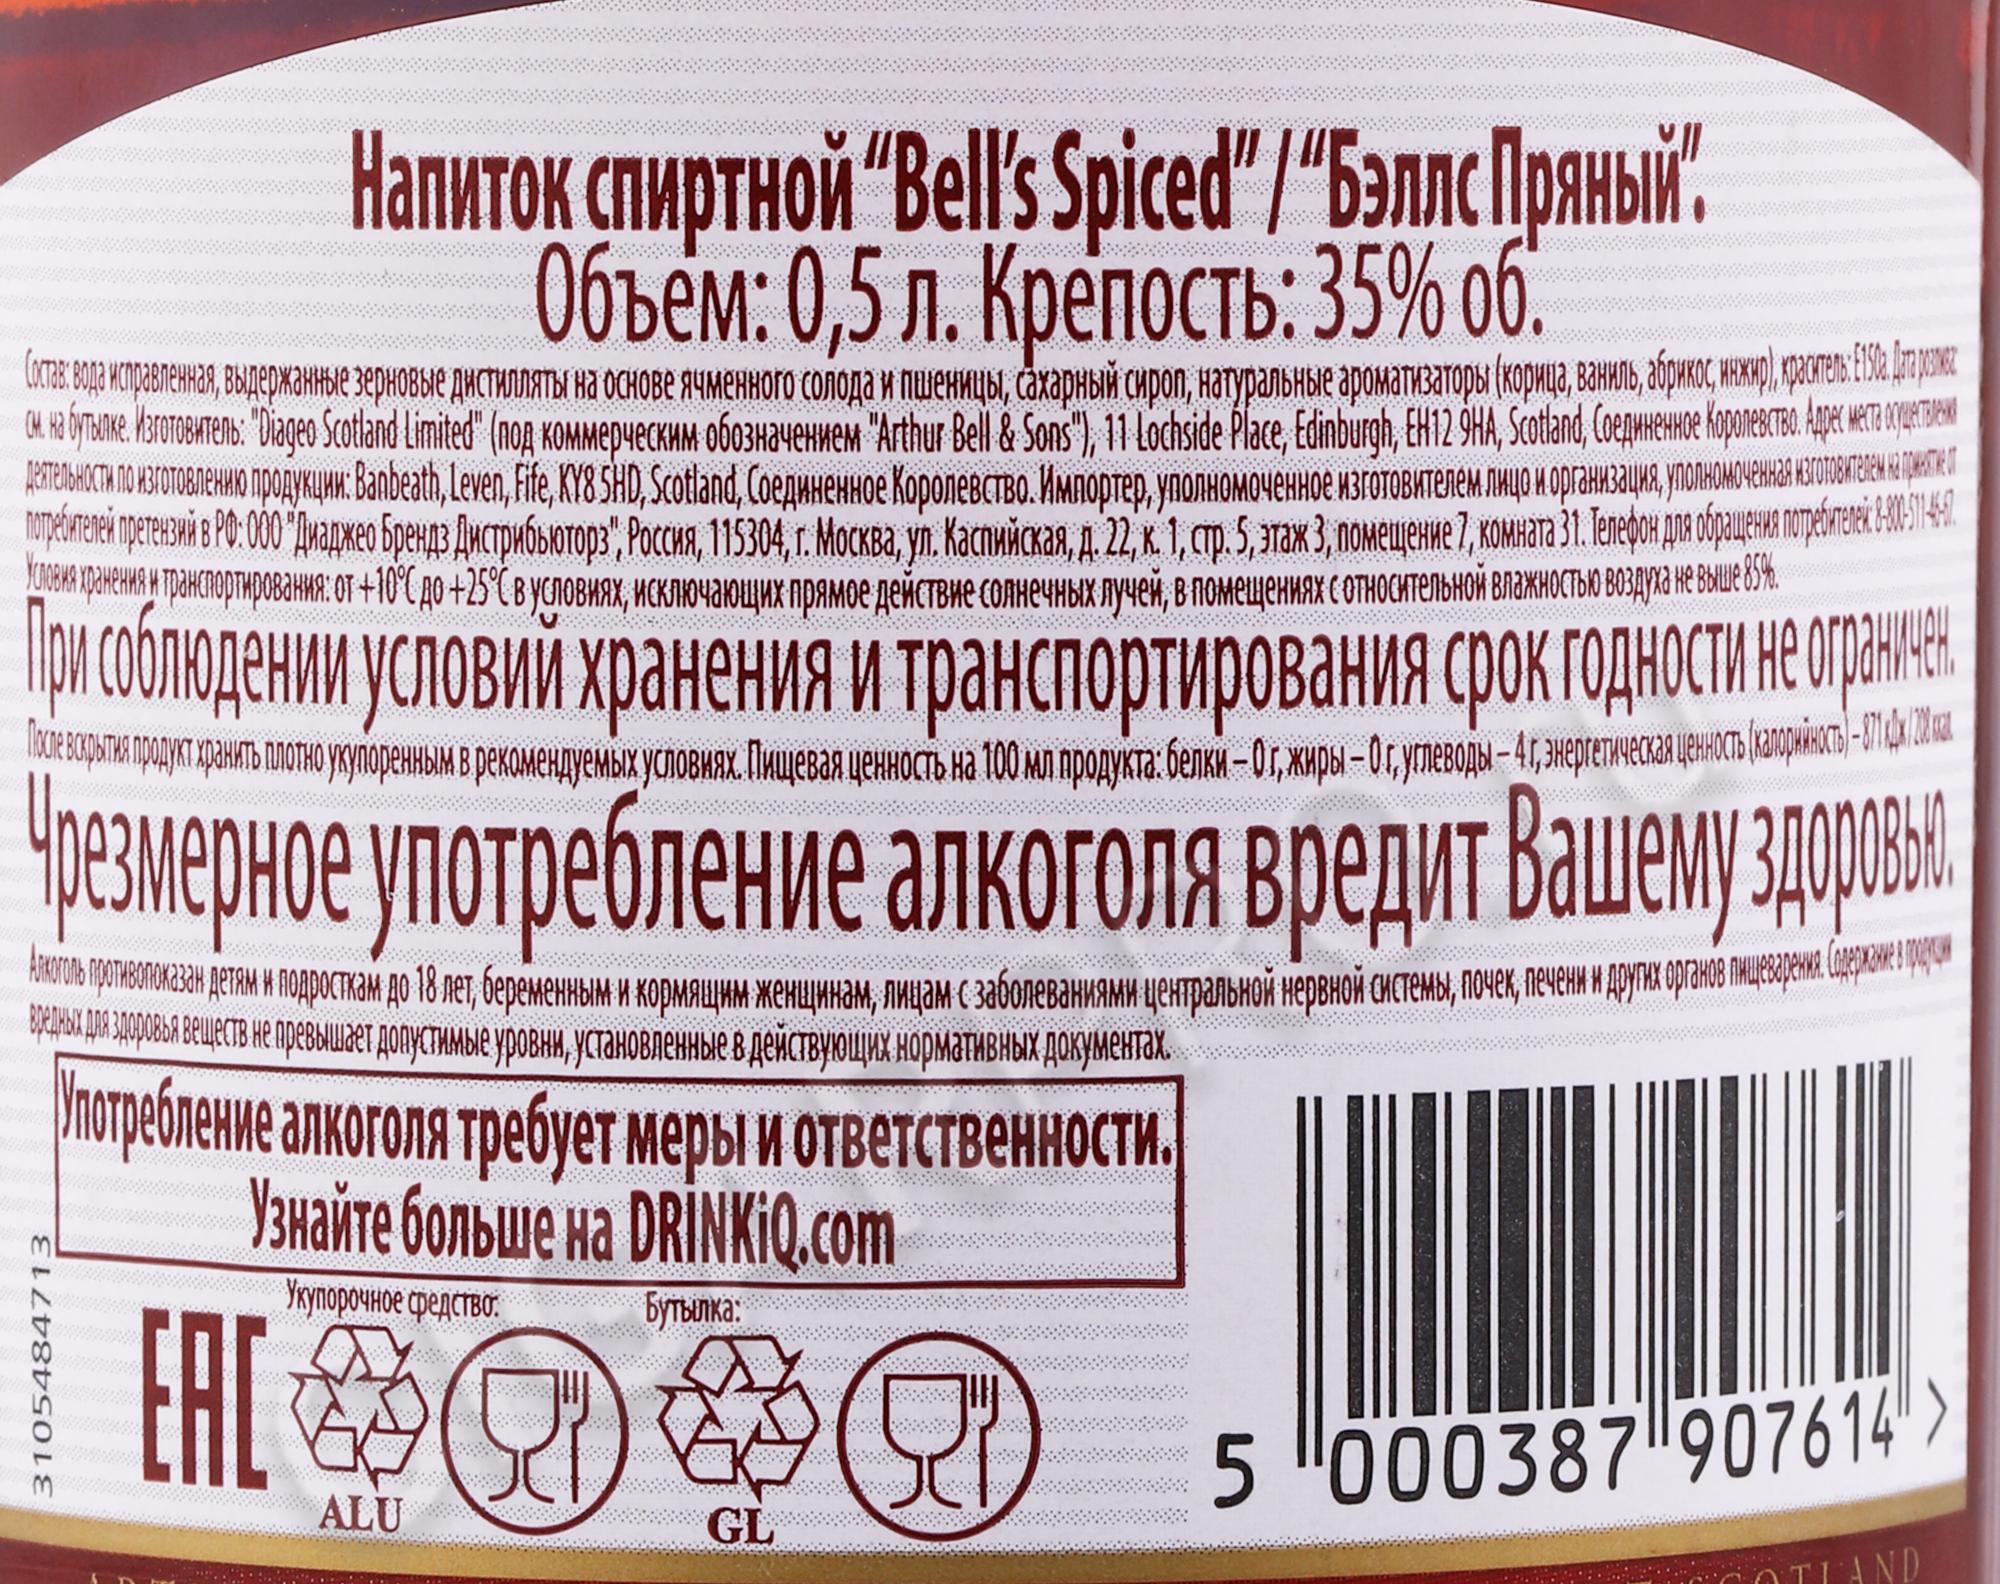 Напиток спиртной “Bell’s Spiced” / “Бэллс Пряный”.
Объем: 0,5 л. Крепость: 35% об.
Состав: вода исправленная, выдержанные зерновые дистилляты на основе ячменного солода и пшеницы, сахарный сироп, натуральные ароматизаторы (корица, ваниль, абрикос, инжир), краситель: E150a. Дата розлива:
см. на бутылке. Изготовитель: "Diageo Scotland Limited" (под коммерческим обозначением "Arthur Bell & Sons"), 11 Lochside Place, Edinburgh, EH12 9HA, Scotland, Соединенное Королевство. Адрес места осуществления
деятельности по изготовлению продукции: Banbeath, Leven, Fife, KY8 5HD, Scotland, Соединенное Королевство. Импортер, уполномоченное изготовителем лицо и организация, уполномоченная изготовителем на принятие от
потребителей претензий в РФ: ООО "Диаджео Брендз Дистрибьюторз", Россия, 115304, г. Москва, ул. Каспийская, д. 22, к. 1, стр. 5, этаж 3, помещение 7, комната 31. Телефон для обращения потребителей: 8-800-511-46-67.
Условия хранения и транспортирования: от +10°C до +25°C в условиях, исключающих прямое действие солнечных лучей, в помещениях с относительной влажностью воздуха не выше 85%.
При соблюдении условий хранения и транспортирования срок годности не ограничен.
После вскрытия продукт хранить плотно укупоренным в рекомендуемых условиях. Пищевая ценность на 100 мл продукта: белки – 0 г, жиры – 0 г, углеводы – 4 г, энергетическая ценность (калорийность) – 871 кДж / 208 ккал.
Чрезмерное употребление алкоголя вредит Вашему здоровью.
Алкоголь противопоказан детям и подросткам до 18 лет, беременным и кормящим женщинам, лицам с заболеваниями центральной нервной системы, почек, печени и других органов пищеварения. Содержание в продукции
вредных для здоровья веществ не превышает допустимые уровни, установленные в действующих нормативных документах.
Употребление алкоголя требует меры и ответственности.
Узнайте больше на DRiNKiQ.com
31054884713
Укупорочное средство: Бутылка:
EAC
ALU GL
5 000387 907614 >
SCOTLAND